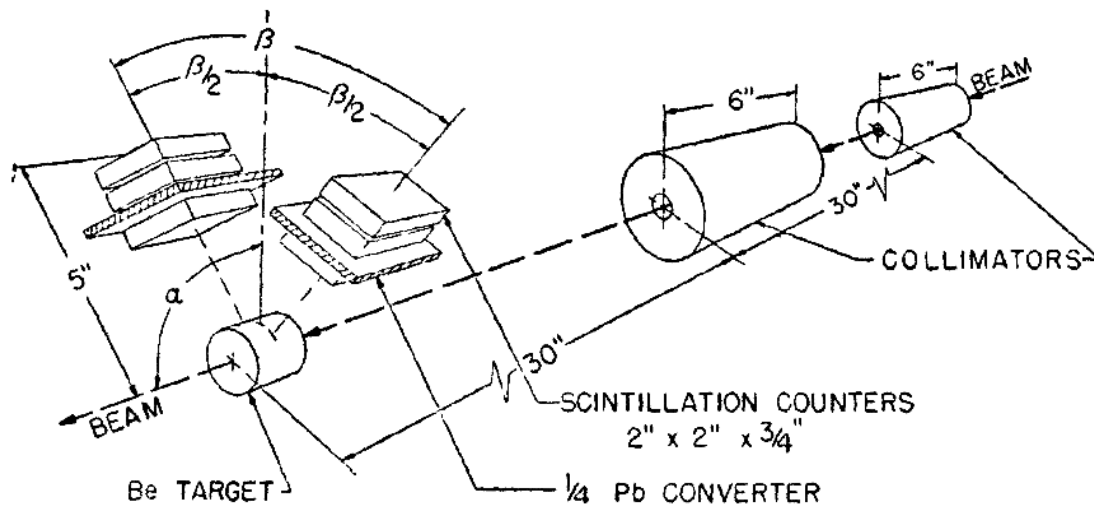 β
β/2
β/2
6"
6"
BEAM
30"
COLLIMATORS
5"
α
30"
BEAM
SCINTILLATION COUNTERS
2" x 2" x 3/4"
Be TARGET
1/4 Pb CONVERTER